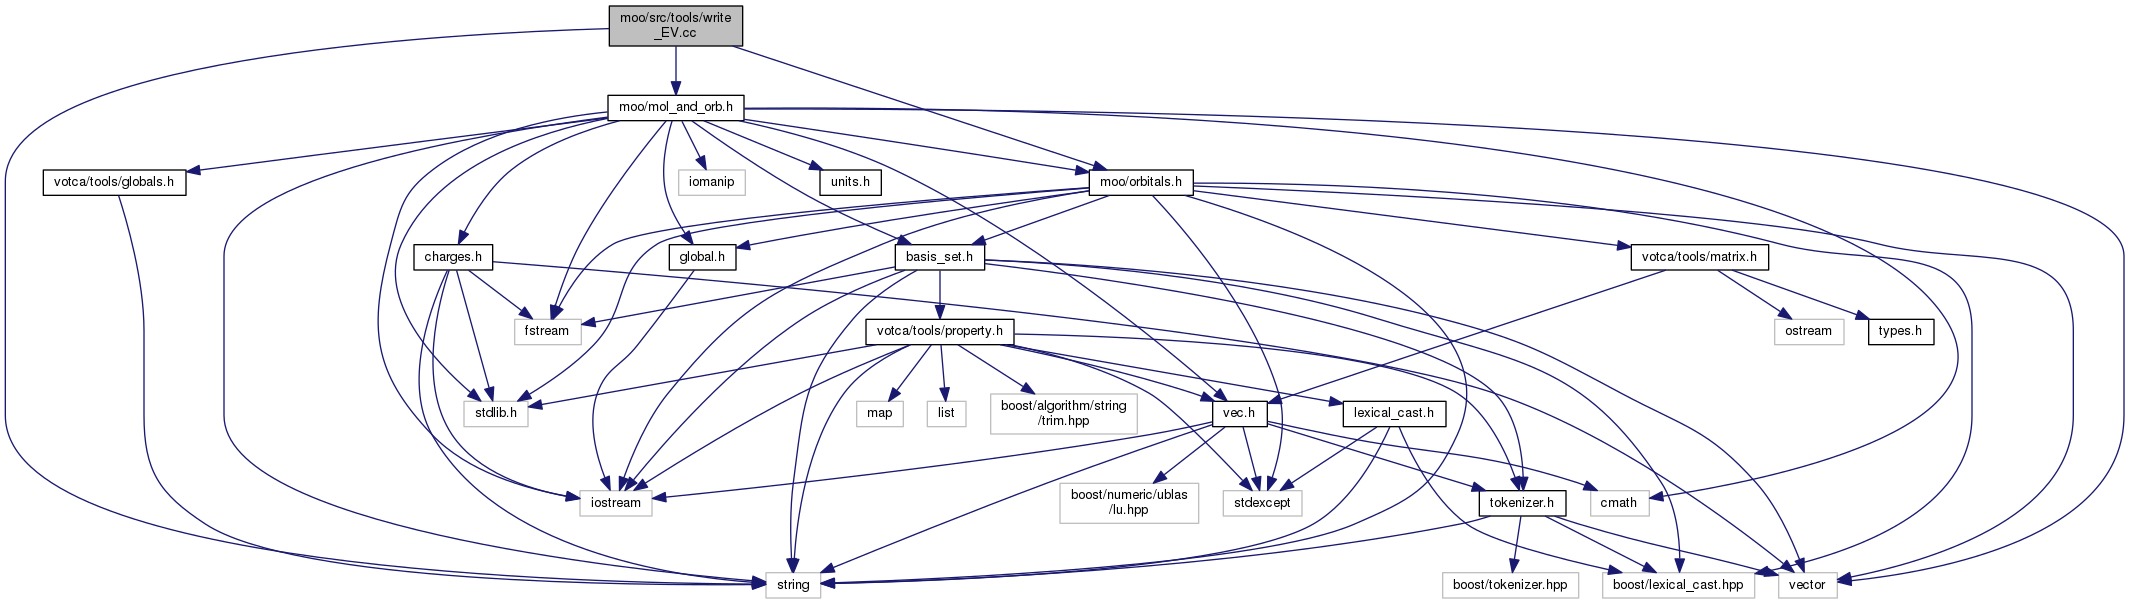 moo/src/tools/write
_EV.cc
moo/mol_and_orb.h
votca/tools/globals.h
iomanip
units.h
moo/orbitals.h
charges.h
global.h
basis_set.h
votca/tools/matrix.h
fstream
votca/tools/property.h
ostream
types.h
stdlib.h
map
list
boost/algorithm/string
/trim.hpp
vec.h
lexical_cast.h
iostream
boost/numeric/ublas
/lu.hpp
stdexcept
tokenizer.h
cmath
string
boost/tokenizer.hpp
boost/lexical_cast.hpp
vector